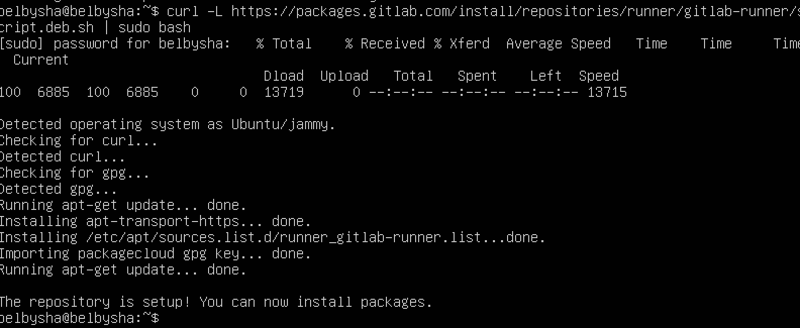 belbysha@belbysha:~$ curl -L https://packages.gitlab.com/install/repositories/runner/gitlab-runner/s
cript.deb.sh | sudo bash
[sudo] password for belbysha:   % Total    % Received % Xferd  Average Speed   Time    Time     Time
  Current
                                 Dload  Upload   Total   Spent    Left  Speed
100  6885  100  6885    0     0  13719      0 --:--:-- --:--:-- --:--:-- 13715

Detected operating system as Ubuntu/jammy.
Checking for curl...
Detected curl...
Checking for gpg...
Detected gpg...
Running apt-get update... done.
Installing apt-transport-https... done.
Installing /etc/apt/sources.list.d/runner_gitlab-runner.list...done.
Importing packagecloud gpg key... done.
Running apt-get update... done.

The repository is setup! You can now install packages.
belbysha@belbysha:~$